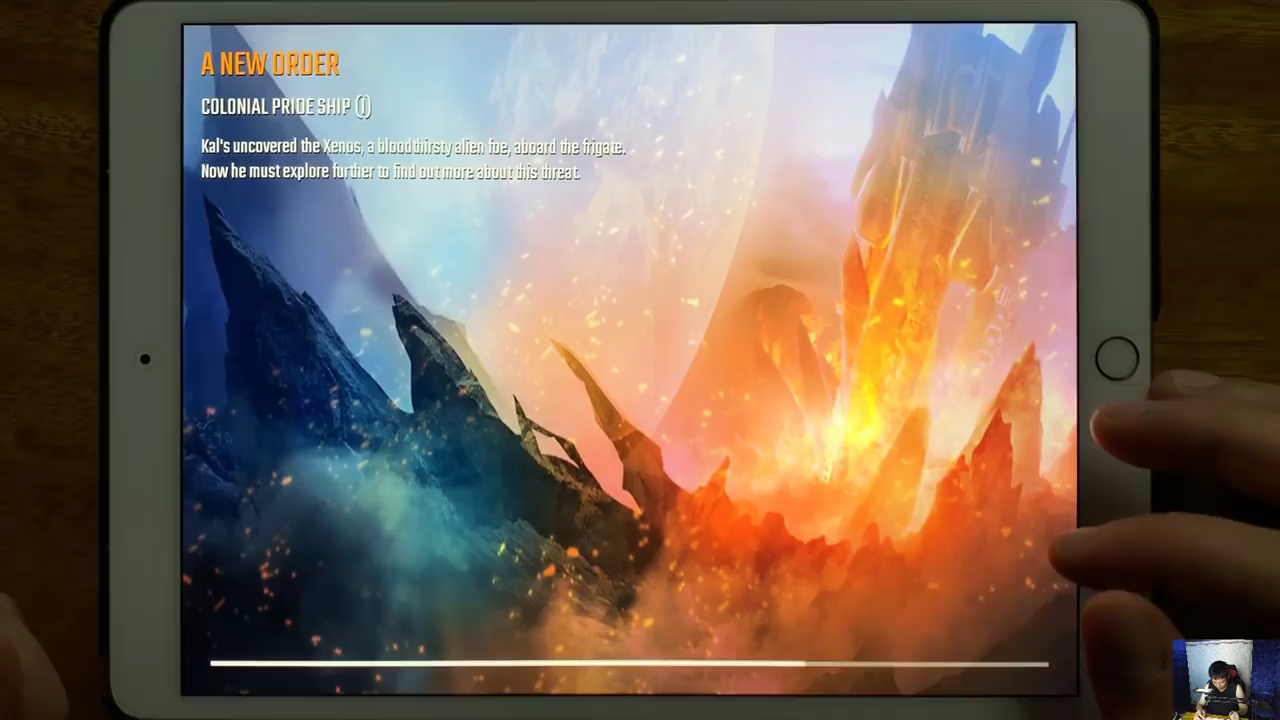 A NEW ORDER
COLONIAL PRIDE SHIP (1)
Kal's uncovered the Xenos, a bloodthirsty alien foe, aboard the frigate.
Now he must explore further to find out more about this threat.